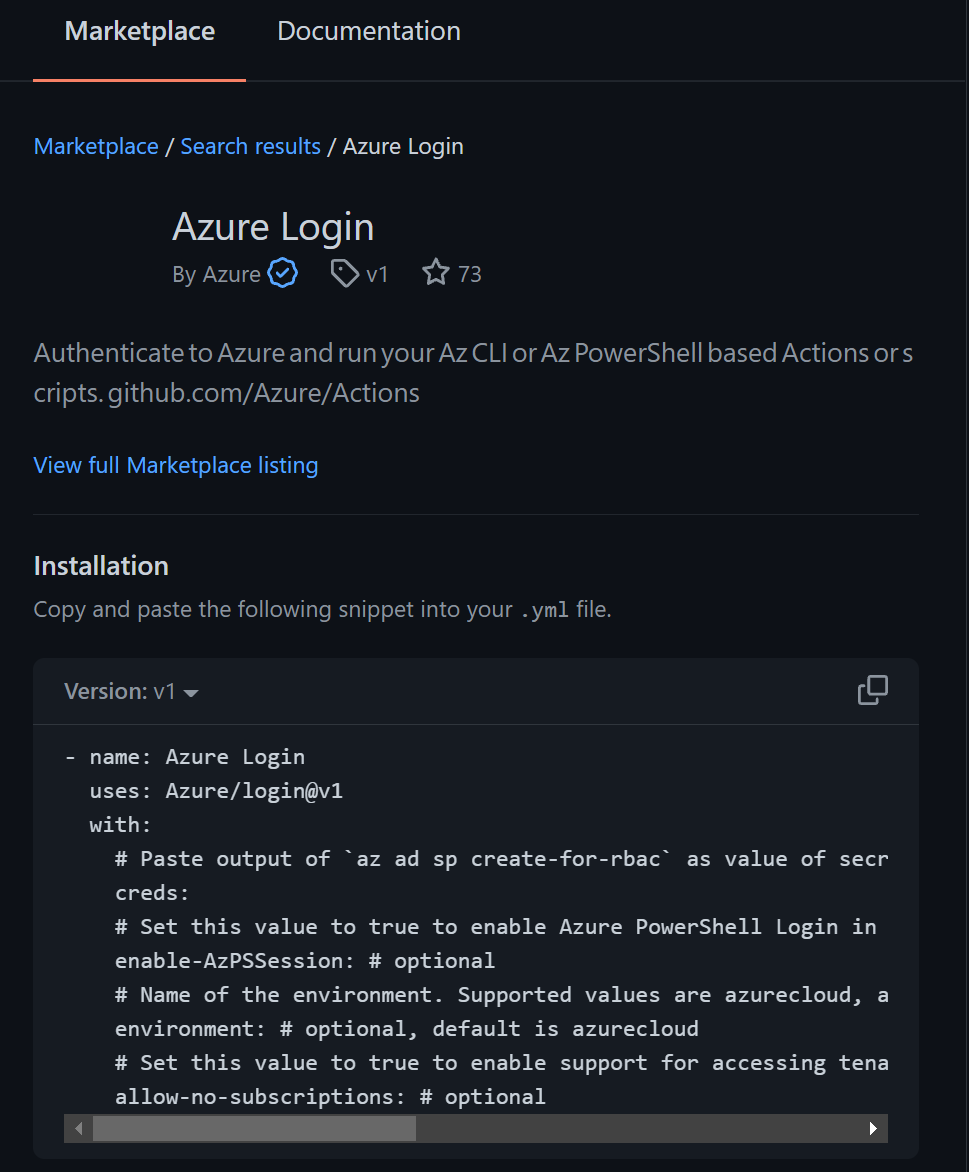 Marketplace Documentation
Marketplace / Search results / Azure Login
Azure Login
By Azure v1 73
Authenticate to Azure and run your Az CLI or Az PowerShell based Actions or s
cripts. github.com/Azure/Actions
View full Marketplace listing
Installation
Copy and paste the following snippet into your .yml file.
Version: v1
- name: Azure Login
  uses: Azure/login@v1
  with:
    # Paste output of `az ad sp create-for-rbac` as value of secr
    creds:
    # Set this value to true to enable Azure PowerShell Login in
    enable-AzPSSession: # optional
    # Name of the environment. Supported values are azurecloud, a
    environment: # optional, default is azurecloud
    # Set this value to true to enable support for accessing tena
    allow-no-subscriptions: # optional